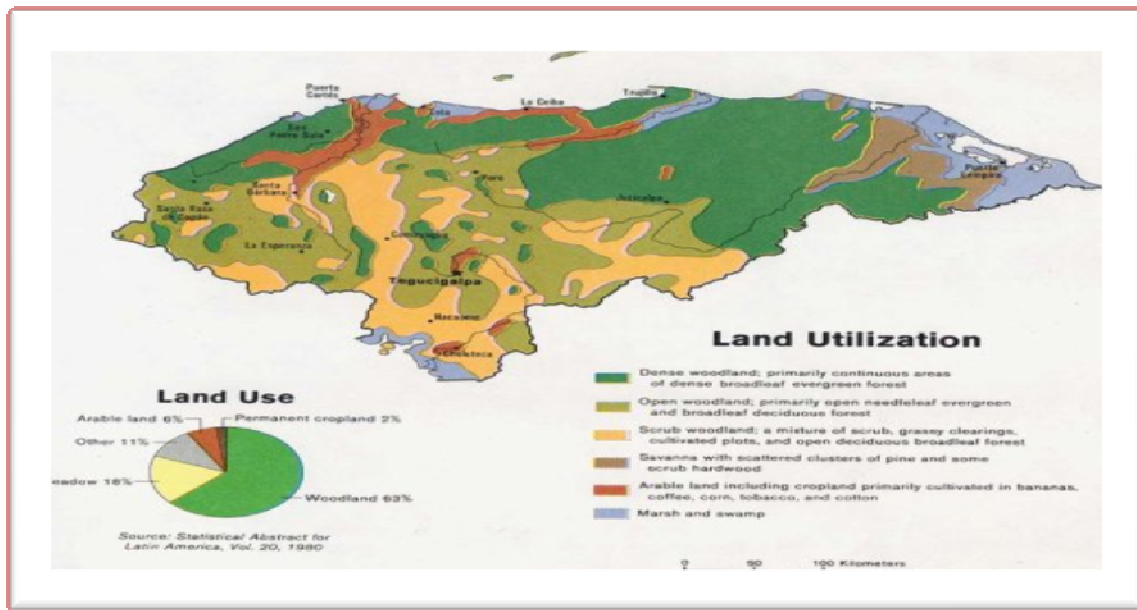 Puerto
Cortés
Tela
La Ceiba
Trujillo
San
Pedro Sula
Puerto
Lempira
Santa
Bárbara
Yoro
Santa Rosa
de Copán
Juticalpa
La Esperanza
Comayagua
Tegucigalpa
Nacaome
Choluteca
Land Utilization
Dense woodland; primarily continuous areas
of dense broadleaf evergreen forest
Open woodland; primarily open needleleaf evergreen
and broadleaf deciduous forest
Scrub woodland; a mixture of scrub, grassy clearings,
cultivated plots, and open deciduous broadleaf forest
Savanna with scattered clusters of pine and some
scrub hardwood
Arable land including cropland primarily cultivated in bananas,
coffee, corn, tobacco, and cotton
Marsh and swamp
Land Use
Arable land 6%
Permanent cropland 2%
Other 11%
eadow 18%
Woodland 63%
Source: Statistical Abstract for
Latin America, Vol. 20, 1980
0 50 100 Kilometers